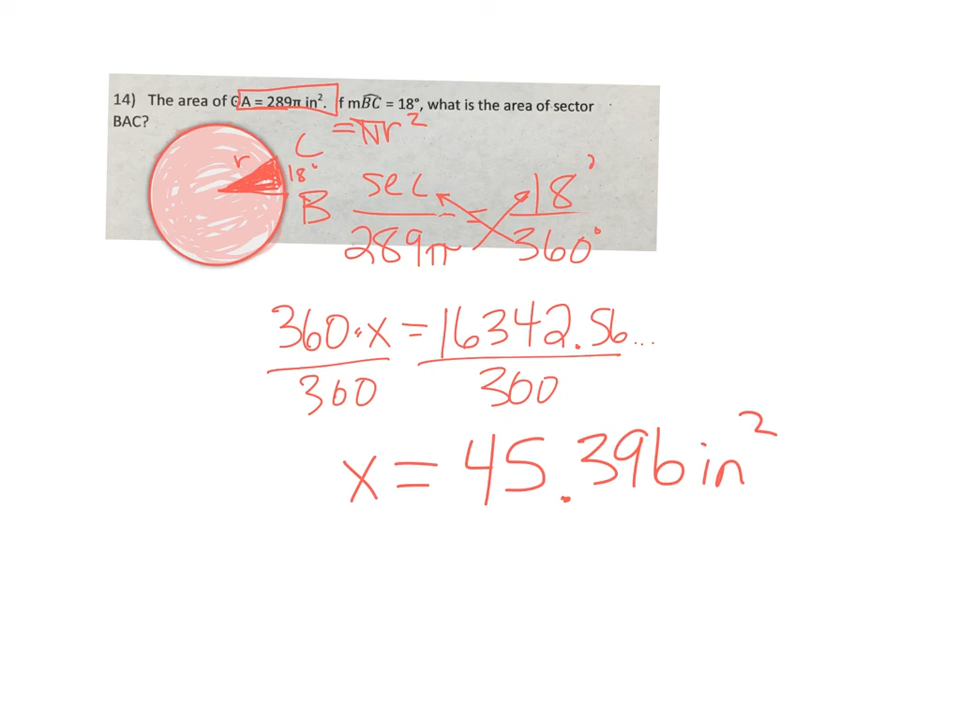 14) The area of ⊙A = 289π in². If mBC = 18°, what is the area of sector
BAC?
= πr²
r
C
18°
B
sec = 18°
289π 360°
360·x = 16342.56...
360 360
x = 45.396 in²